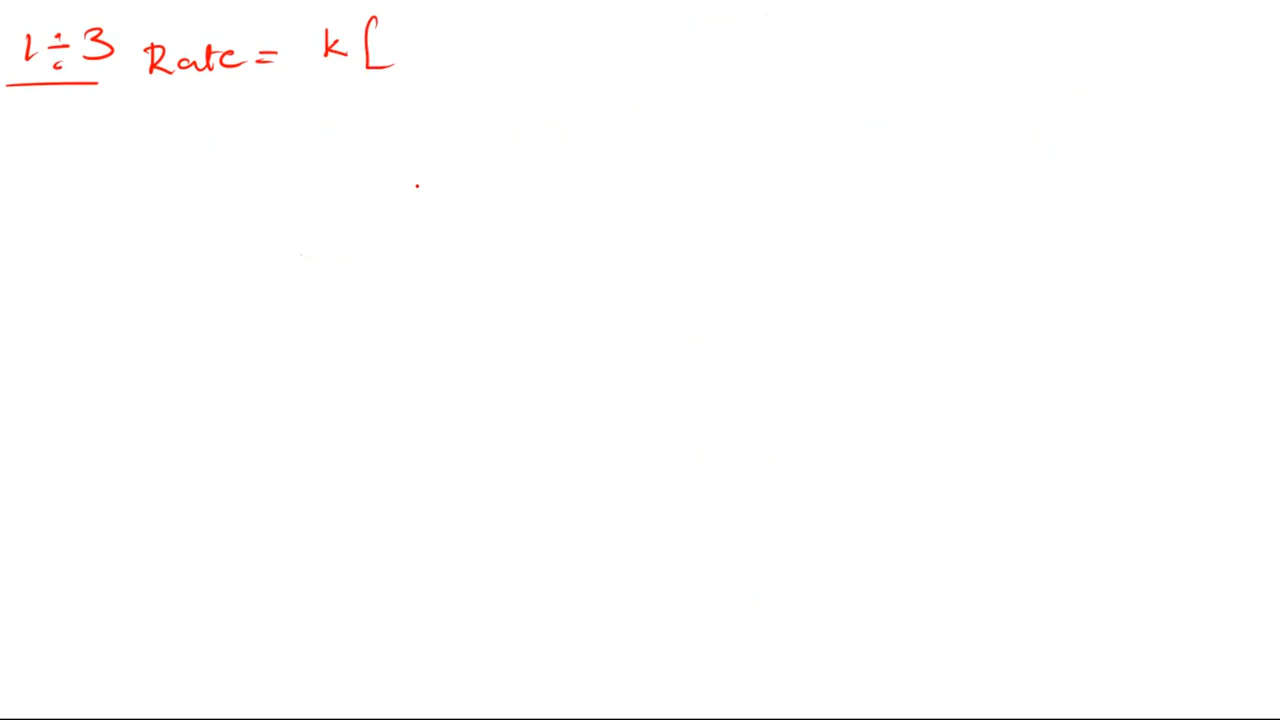 1÷3 Rate = k [